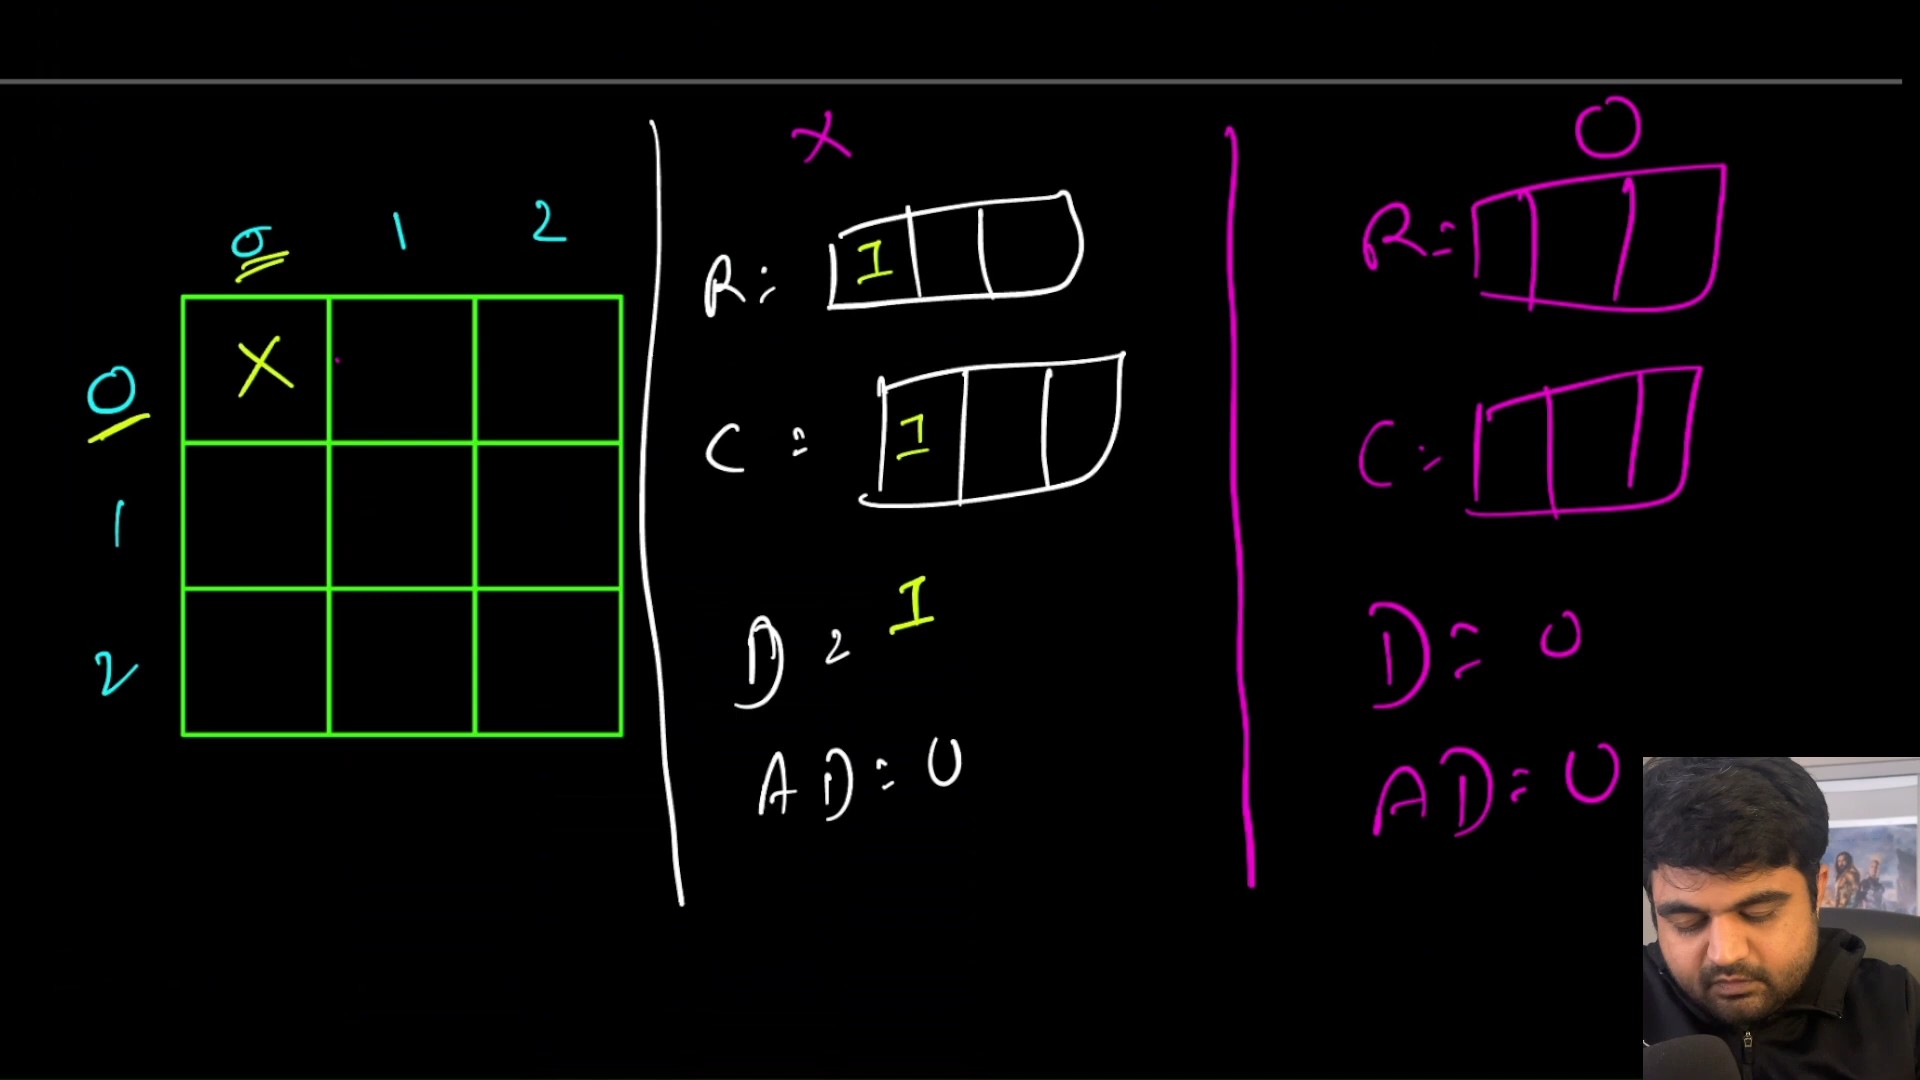 0 1 2
0
1
2
X
X
R: 1
C = 1
D = 1
AD = 0
O
R =
C =
D = 0
AD = 0